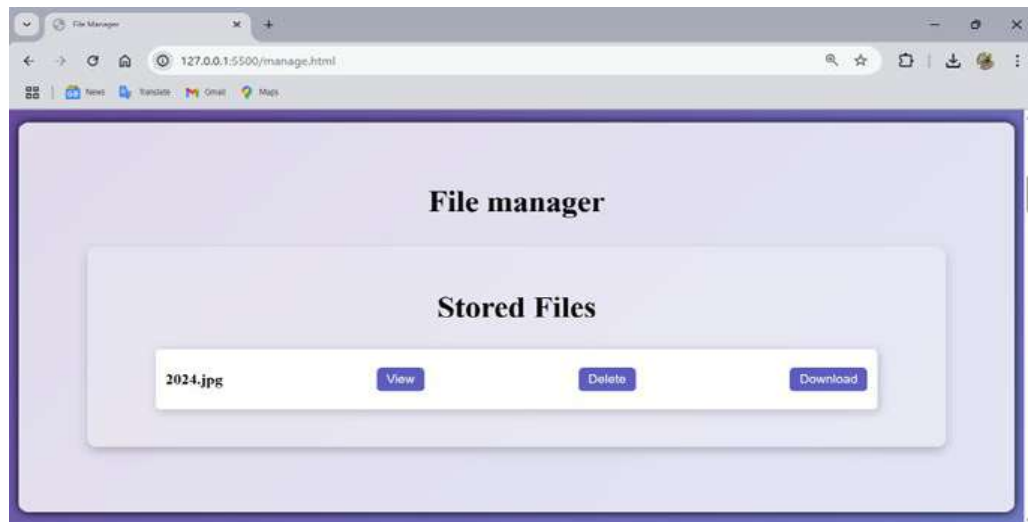 File Manager
127.0.0.1:5500/manage.html
News Translate Gmail Maps
File manager
Stored Files
2024.jpg View Delete Download